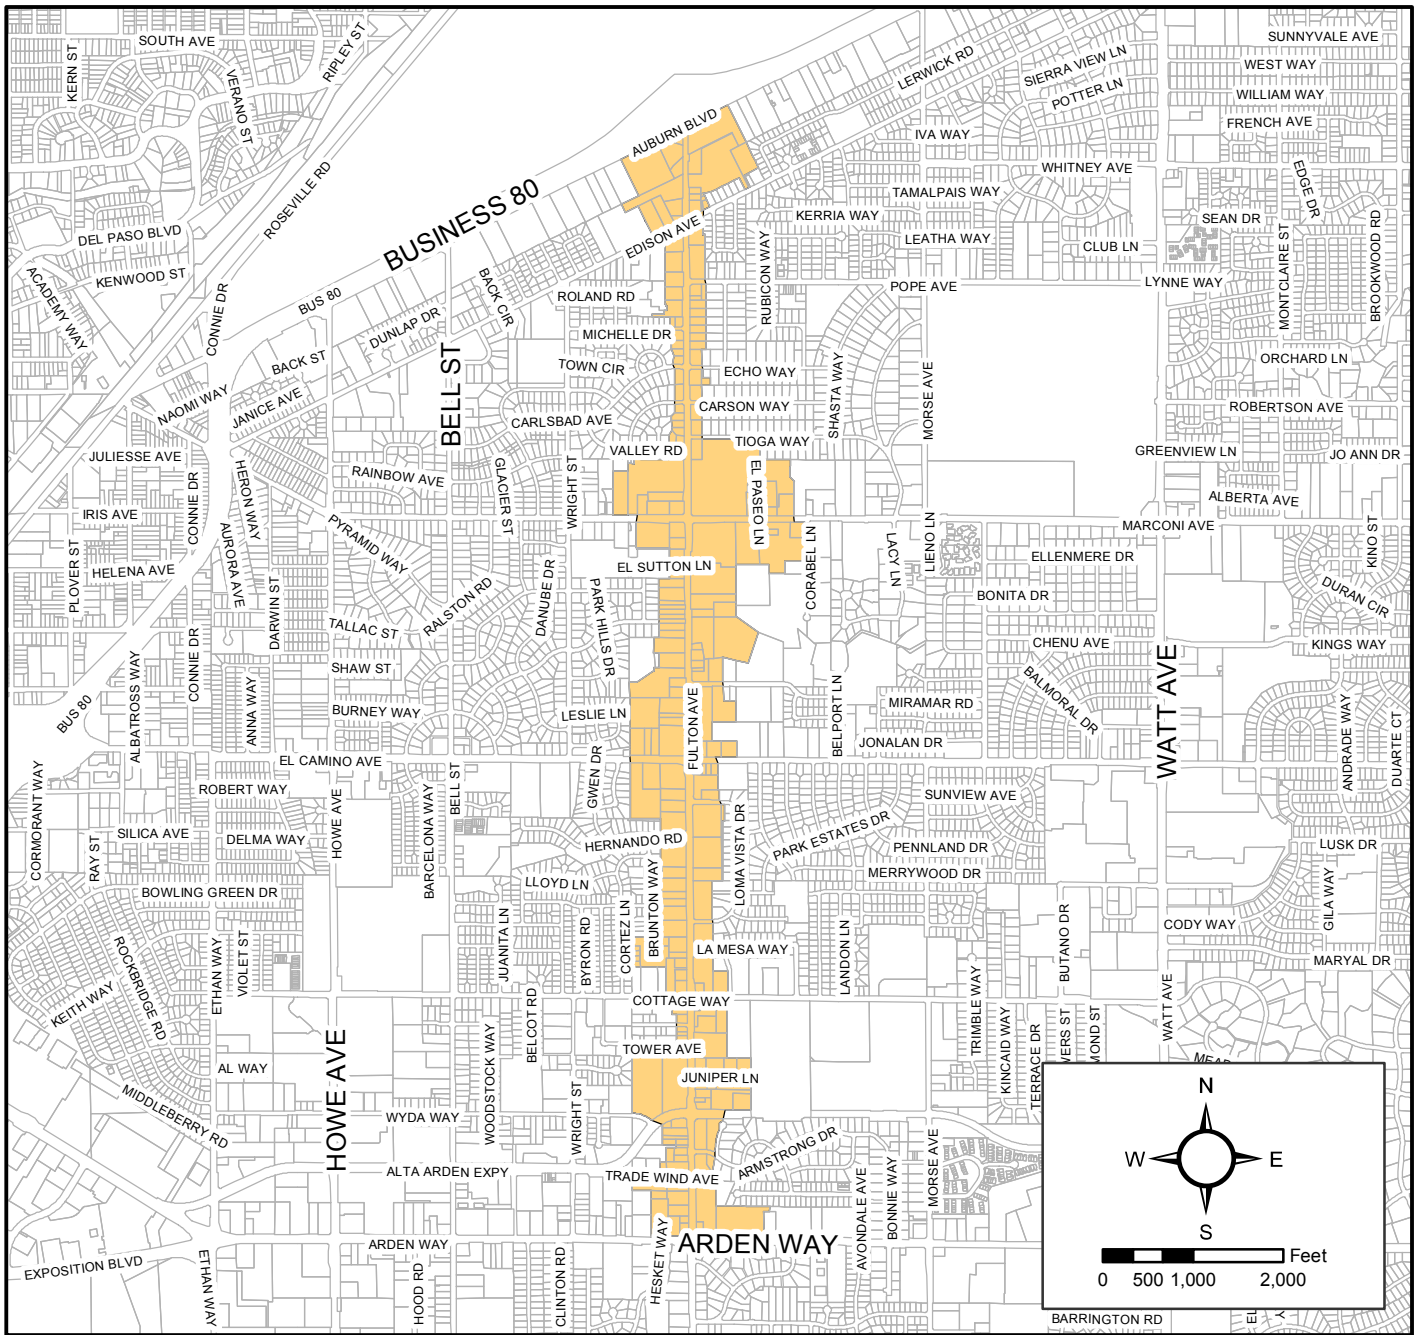 SOUTH AVE
RIPLEY ST
KERN ST
VERANO ST
ROSEVILLE RD
SUNNYVALE AVE
SIERRA VIEW LN
WEST WAY
LERWICK RD
POTTER LN
WILLIAM WAY
FRENCH AVE
AUBURN BLVD
IVA WAY
WHITNEY AVE
EDGE DR
TAMALPAIS WAY
BUSINESS 80
KERRIA WAY
SEAN DR
EDISON AVE
LEATHA WAY
CLUB LN
DEL PASO BLVD
KENWOOD ST
ACADEMY WAY
CONNIE DR
BUS 80
BACK CIR
ROLAND RD
RUBICON WAY
POPE AVE
LYNNE WAY
MONTCLAIRE ST
BROOKWOOD RD
DUNLAP DR
MICHELLE DR
BACK ST
TOWN CIR
ECHO WAY
SHASTA WAY
MORSE AVE
ORCHARD LN
BELL ST
NAOMI WAY
JANICE AVE
CARLSBAD AVE
CARSON WAY
ROBERTSON AVE
TIOGA WAY
JULIESSE AVE
VALLEY RD
GREENVIEW LN
JO ANN DR
HERON WAY
RAINBOW AVE
GLACIER ST
WRIGHT ST
EL PASEO LN
ALBERTA AVE
IRIS AVE
CONNIE DR
AURORA AVE
PYRAMID WAY
MARCONI AVE
KINO ST
PLOVER ST
HELENA AVE
EL SUTTON LN
CORABEL LN
LACY LN
LIENO LN
ELLENMERE DR
DARWIN ST
RALSTON RD
DANUBE DR
PARK HILLS DR
BONITA DR
DURAN CIR
TALLAC ST
CHENU AVE
KINGS WAY
ALBATROSS WAY
CONNIE DR
SHAW ST
WATT AVE
ANNA WAY
BURNEY WAY
LESLIE LN
FULTON AVE
BELPORT LN
MIRAMAR RD
BALMORAL DR
BUS 80
JONALAN DR
ANDRADE WAY
DUARTE CT
EL CAMINO AVE
CORMORANT WAY
ROBERT WAY
HOWE AVE
BARCELONA WAY
BELL ST
GWEN DR
SUNVIEW AVE
RAY ST
SILICA AVE
DELMA WAY
HERNANDO RD
LOMA VISTA DR
PARK ESTATES DR
PENNLAND DR
LUSK DR
BOWLING GREEN DR
LLOYD LN
MERRYWOOD DR
GILA WAY
ROCKBRIDGE RD
ETHAN WAY
VIOLET ST
JUANITA LN
BYRON RD
CORTEZ LN
BRUNTON WAY
LA MESA WAY
LANDON LN
BUTANO DR
CODY WAY
MARYAL DR
KEITH WAY
BELCOT RD
COTTAGE WAY
TRIMBLE WAY
WATT AVE
HOWE AVE
WOODSTOCK WAY
TOWER AVE
KINCAID WAY
TERRACE DR
WERS ST
MOND ST
MEAD
AL WAY
JUNIPER LN
MIDDLEBERRY RD
WYDA WAY
WRIGHT ST
ARMSTRONG DR
MORSE AVE
ALTA ARDEN EXPY
TRADE WIND AVE
AVONDALE AVE
BONNIE WAY
ARDEN WAY
HESKET WAY
ARDEN WAY
EXPOSITION BLVD
ETHAN WAY
HOOD RD
CLINTON RD
BARRINGTON RD
N
W E
S
Feet
0 500 1,000 2,000